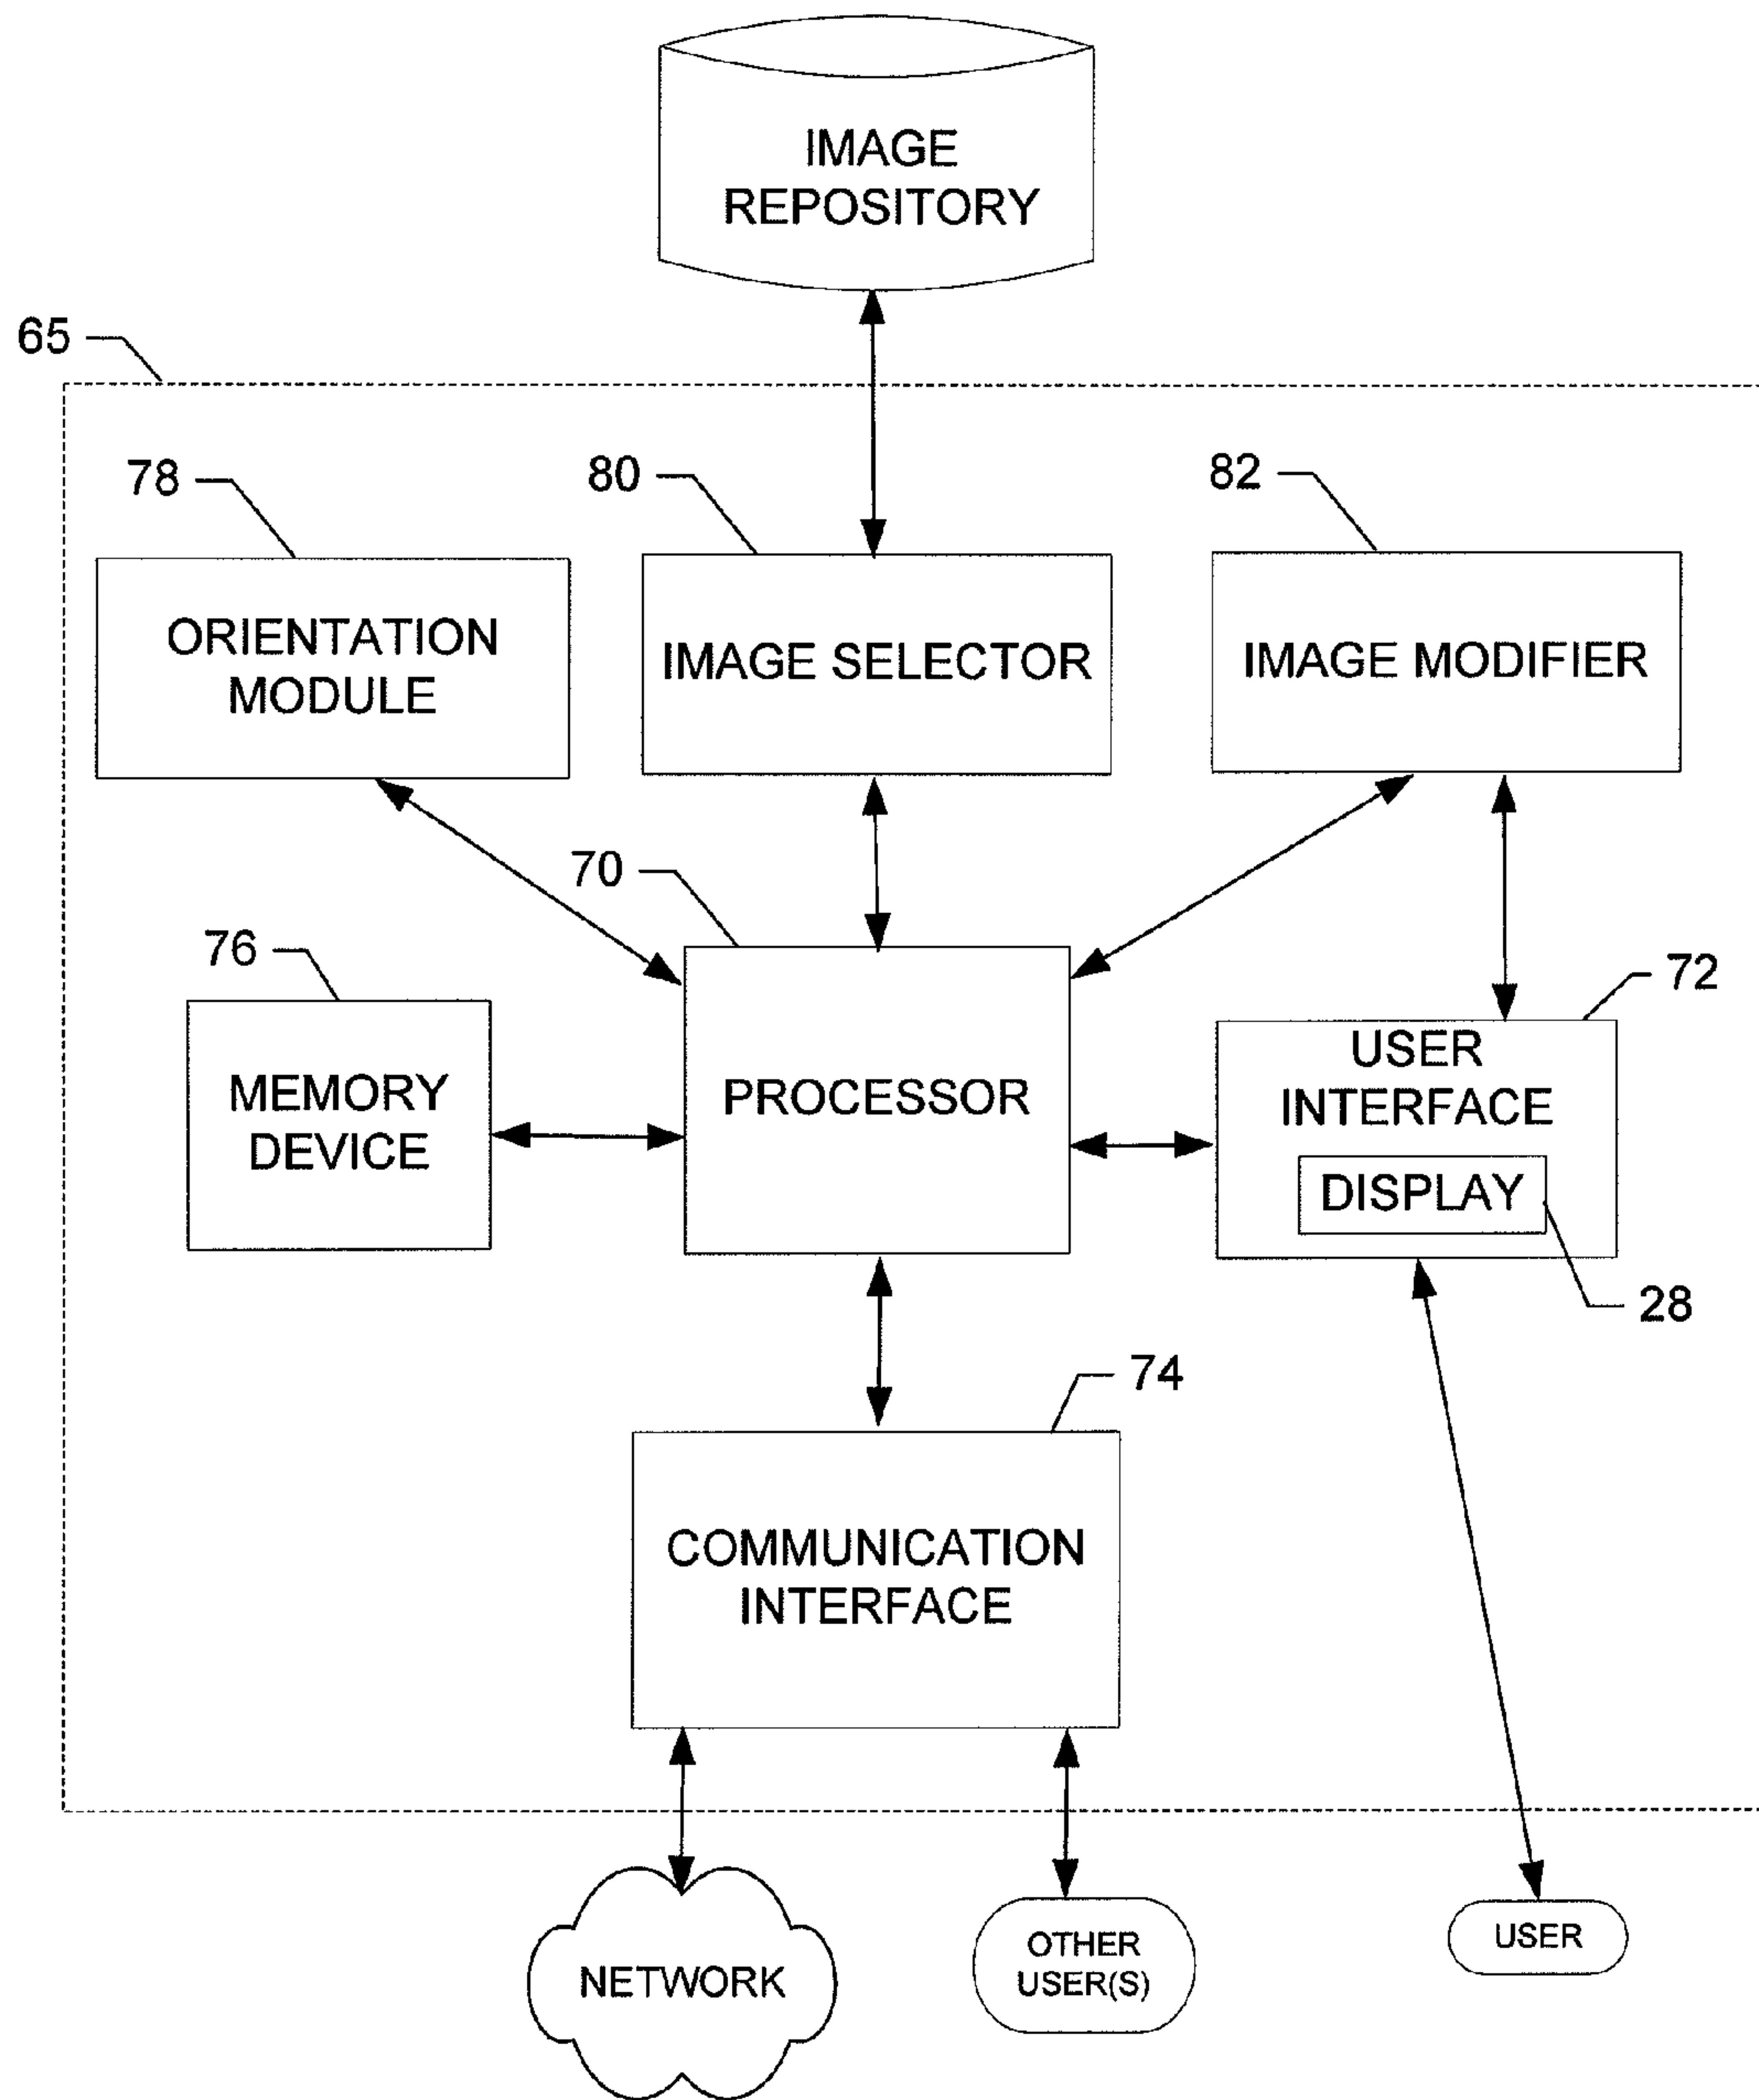 IMAGE
REPOSITORY
65
78
80
82
ORIENTATION
MODULE
IMAGE SELECTOR
IMAGE MODIFIER
70
76
72
MEMORY
DEVICE
PROCESSOR
USER
INTERFACE
DISPLAY
28
74
COMMUNICATION
INTERFACE
NETWORK
OTHER
USER(S)
USER